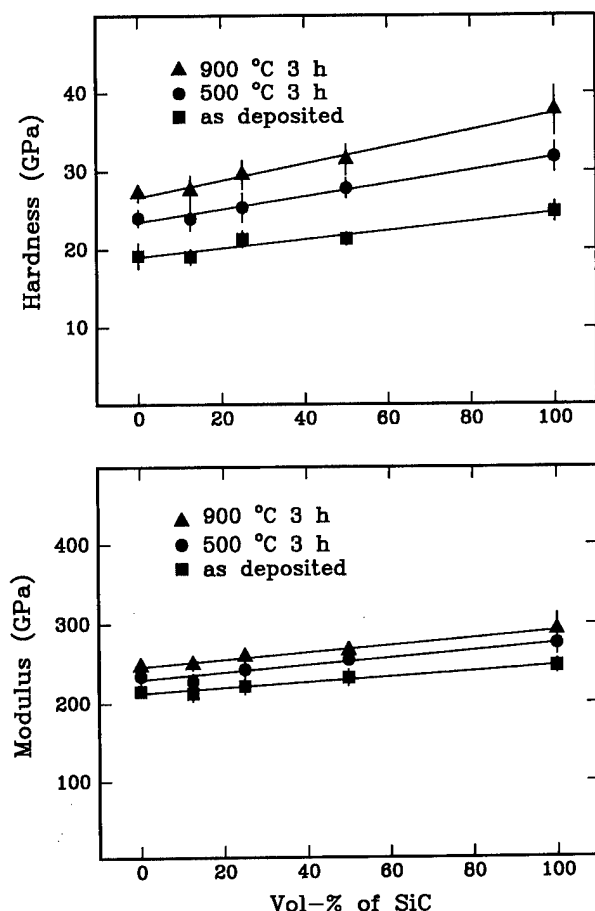 Hardness (GPa)
40
30
20
10
▲ 900 °C 3 h
● 500 °C 3 h
■ as deposited
0 20 40 60 80 100
Modulus (GPa)
400
300
200
100
▲ 900 °C 3 h
● 500 °C 3 h
■ as deposited
0 20 40 60 80 100
Vol-% of SiC